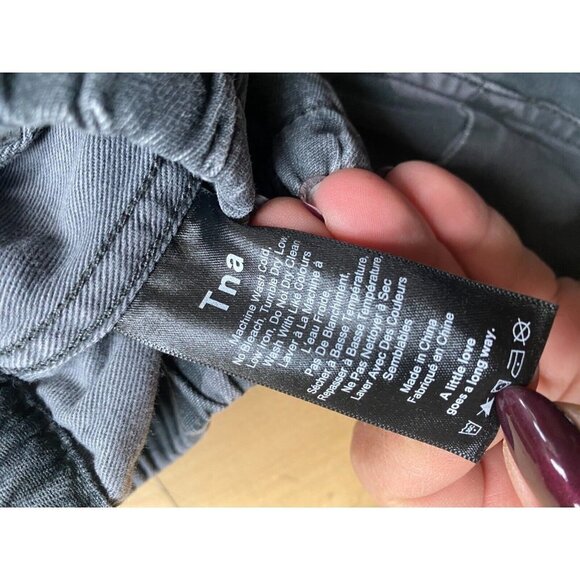 Tna
Machine Wash Cold,
No Bleach, Tumble Dry Low
Low Iron, Do Not Dry Clean
Wash With Like Colours
Laver à La Machine à
L'eau Froide
Pas De Blanchiment,
Sécher à Basse Température,
Repasser à Basse Température,
Ne Pas Nettoyer à Sec
Laver Avec Des Couleurs
Semblables
Made in China
Fabriqué en Chine
A little love
goes a long way.